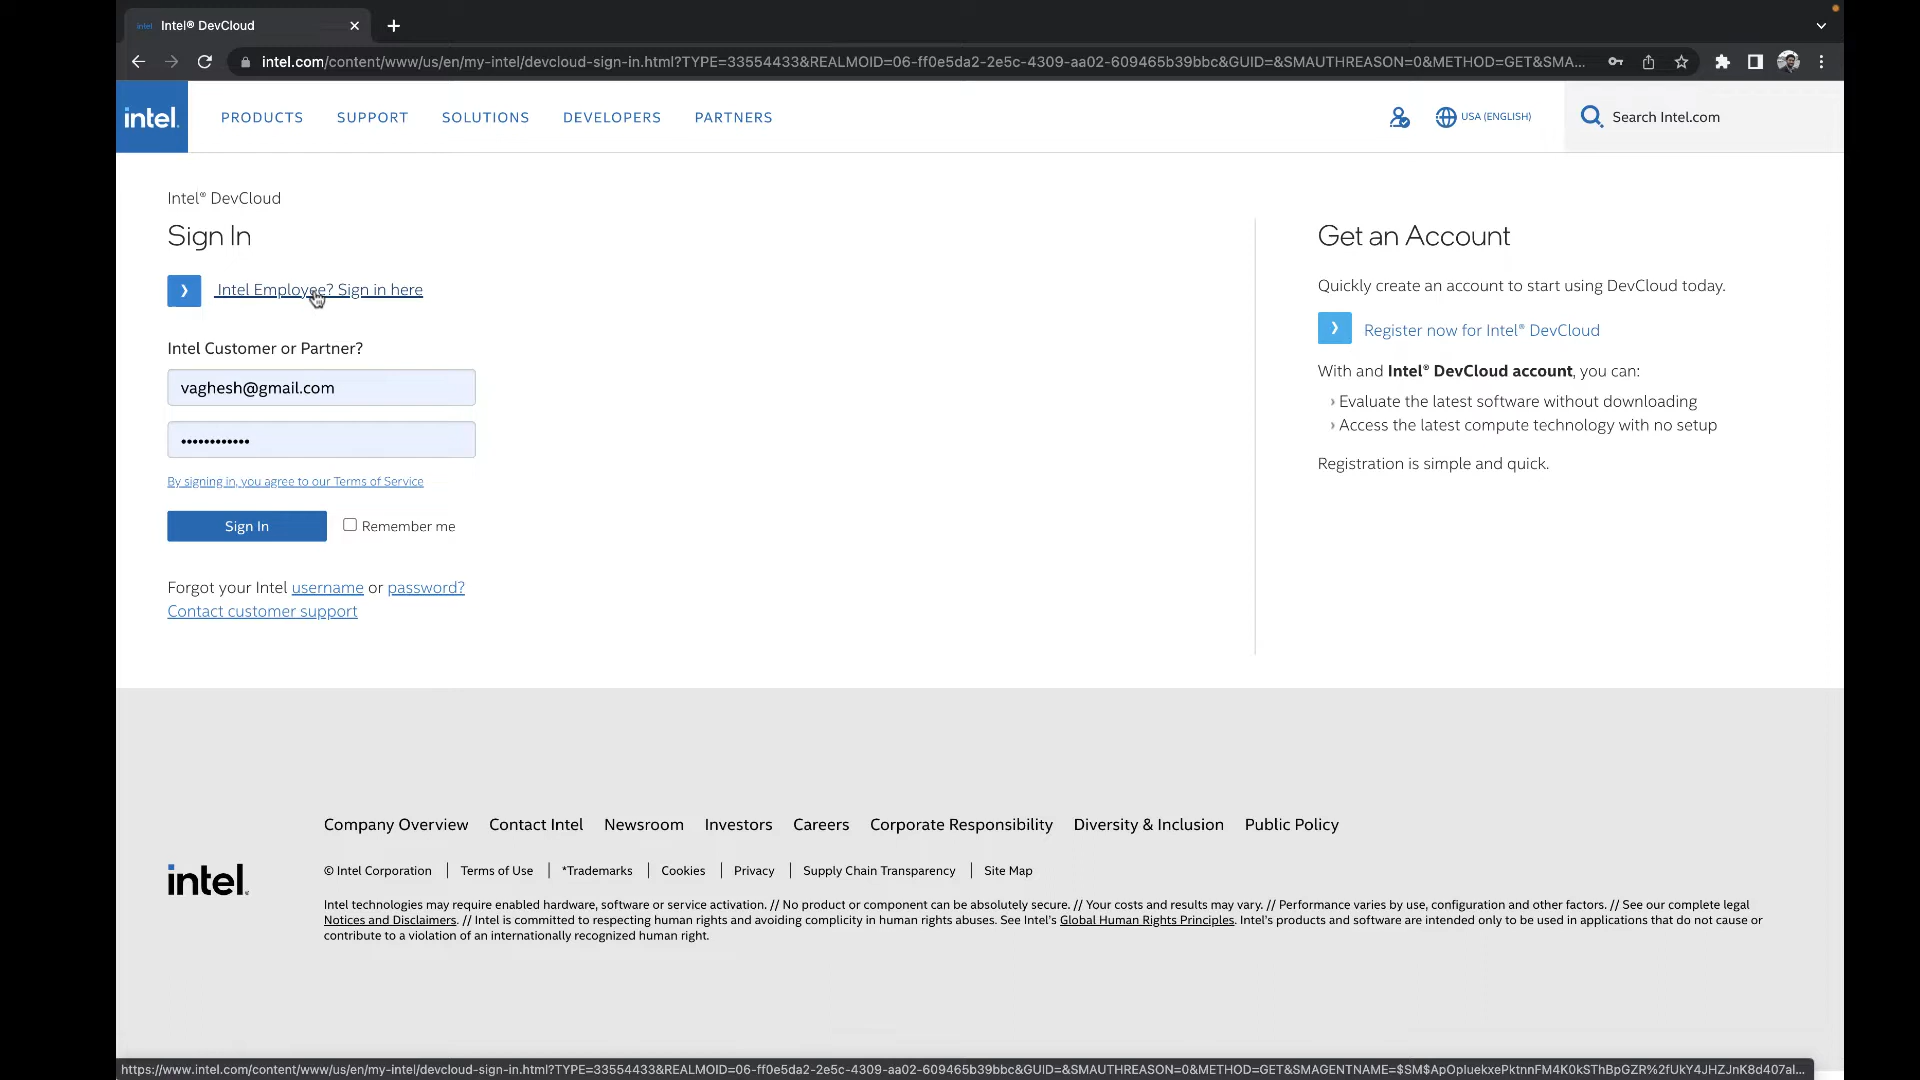 intel Intel® DevCloud
intel.com/content/www/us/en/my-intel/devcloud-sign-in.html?TYPE=33554433&REALMOID=06-ff0e5da2-2e5c-4309-aa02-609465b39bbc&GUID=&SMAUTHREASON=0&METHOD=GET&SMA...
intel. PRODUCTS SUPPORT SOLUTIONS DEVELOPERS PARTNERS USA (ENGLISH) Search Intel.com
Intel® DevCloud
Sign In
Intel Employee? Sign in here
Intel Customer or Partner?
vaghesh@gmail.com
••••••••••••
By signing in, you agree to our Terms of Service
Sign In Remember me
Forgot your Intel username or password?
Contact customer support
Get an Account
Quickly create an account to start using DevCloud today.
Register now for Intel® DevCloud
With and Intel® DevCloud account, you can:
› Evaluate the latest software without downloading
› Access the latest compute technology with no setup
Registration is simple and quick.
Company Overview Contact Intel Newsroom Investors Careers Corporate Responsibility Diversity & Inclusion Public Policy
intel.
© Intel Corporation | Terms of Use | *Trademarks | Cookies | Privacy | Supply Chain Transparency | Site Map
Intel technologies may require enabled hardware, software or service activation. // No product or component can be absolutely secure. // Your costs and results may vary. // Performance varies by use, configuration and other factors. // See our complete legal
Notices and Disclaimers. // Intel is committed to respecting human rights and avoiding complicity in human rights abuses. See Intel's Global Human Rights Principles. Intel's products and software are intended only to be used in applications that do not cause or
contribute to a violation of an internationally recognized human right.
https://www.intel.com/content/www/us/en/my-intel/devcloud-sign-in.html?TYPE=33554433&REALMOID=06-ff0e5da2-2e5c-4309-aa02-609465b39bbc&GUID=&SMAUTHREASON=0&METHOD=GET&SMAGENTNAME=$SM$ApOpIuekxePktnnFM4K0kSThBpGZR%2fUkY4JHZJnK8d407al...